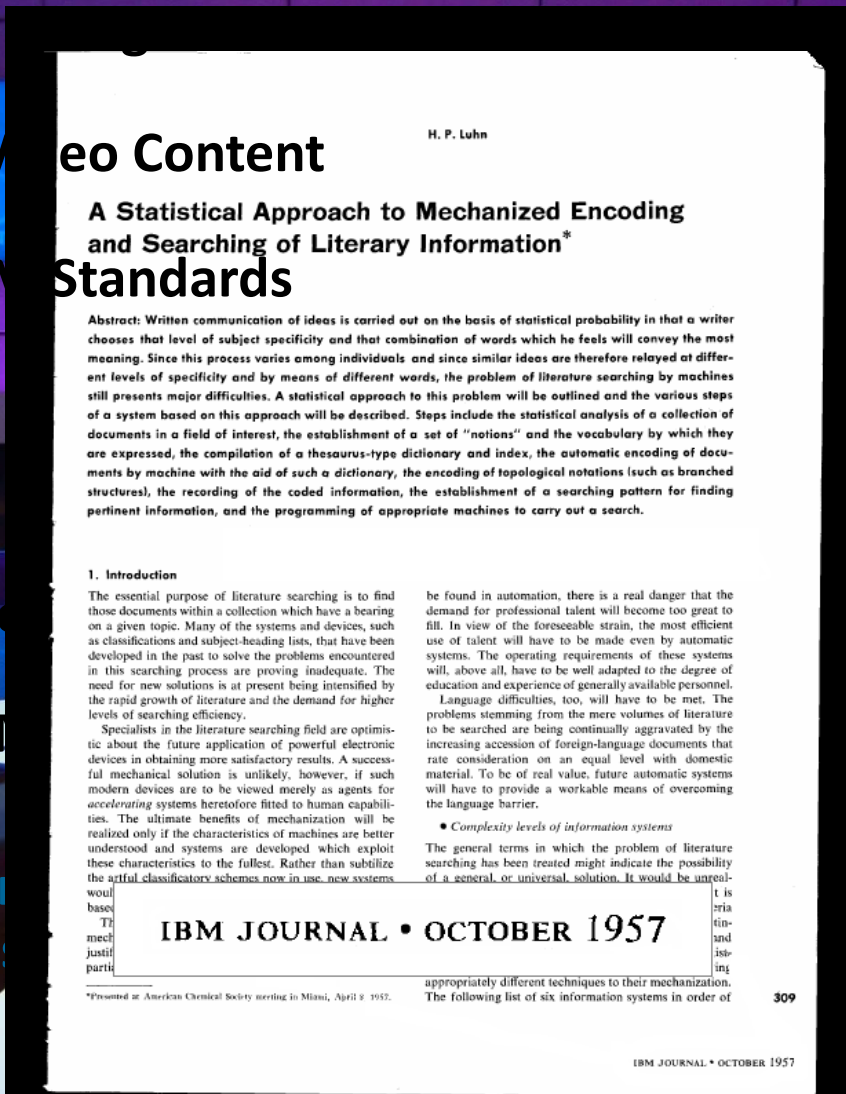 H. P. Luhn
eo Content
A Statistical Approach to Mechanized Encoding
and Searching of Literary Information*
Standards
Abstract: Written communication of ideas is carried out on the basis of statistical probability in that a writer
chooses that level of subject specificity and that combination of words which he feels will convey the most
meaning. Since this process varies among individuals and since similar ideas are therefore relayed at differ-
ent levels of specificity and by means of different words, the problem of literature searching by machines
still presents major difficulties. A statistical approach to this problem will be outlined and the various steps
of a system based on this approach will be described. Steps include the statistical analysis of a collection of
documents in a field of interest, the establishment of a set of "notions" and the vocabulary by which they
are expressed, the compilation of a thesaurus-type dictionary and index, the automatic encoding of docu-
ments by machine with the aid of such a dictionary, the encoding of topological notations (such as branched
structures), the recording of the coded information, the establishment of a searching pattern for finding
pertinent information, and the programming of appropriate machines to carry out a search.
1. Introduction
The essential purpose of literature searching is to find
those documents within a collection which have a bearing
on a given topic. Many of the systems and devices, such
as classifications and subject-heading lists, that have been
developed in the past to solve the problems encountered
in this searching process are proving inadequate. The
need for new solutions is at present being intensified by
the rapid growth of literature and the demand for higher
levels of searching efficiency.
Specialists in the literature searching field are optimis-
tic about the future application of powerful electronic
devices in obtaining more satisfactory results. A success-
ful mechanical solution is unlikely, however, if such
modern devices are to be viewed merely as agents for
accelerating systems heretofore fitted to human capabili-
ties. The ultimate benefits of mechanization will be
realized only if the characteristics of machines are better
understood and systems are developed which exploit
these characteristics to the fullest. Rather than subtilize
the artful classificatory schemes now in use, new systems
woul
base
Th
mech
justif
parti
*Presented at American Chemical Society meeting in Miami, April 8 1957.
be found in automation, there is a real danger that the
demand for professional talent will become too great to
fill. In view of the foreseeable strain, the most efficient
use of talent will have to be made even by automatic
systems. The operating requirements of these systems
will, above all, have to be well adapted to the degree of
education and experience of generally available personnel.
Language difficulties, too, will have to be met. The
problems stemming from the mere volumes of literature
to be searched are being continually aggravated by the
increasing accession of foreign-language documents that
rate consideration on an equal level with domestic
material. To be of real value, future automatic systems
will have to provide a workable means of overcoming
the language barrier.
• Complexity levels of information systems
The general terms in which the problem of literature
searching has been treated might indicate the possibility
of a general, or universal, solution. It would be unreal-
t is
eria
tin-
and
ist-
ing
appropriately different techniques to their mechanization.
The following list of six information systems in order of
IBM JOURNAL • OCTOBER 1957
309
IBM JOURNAL • OCTOBER 1957